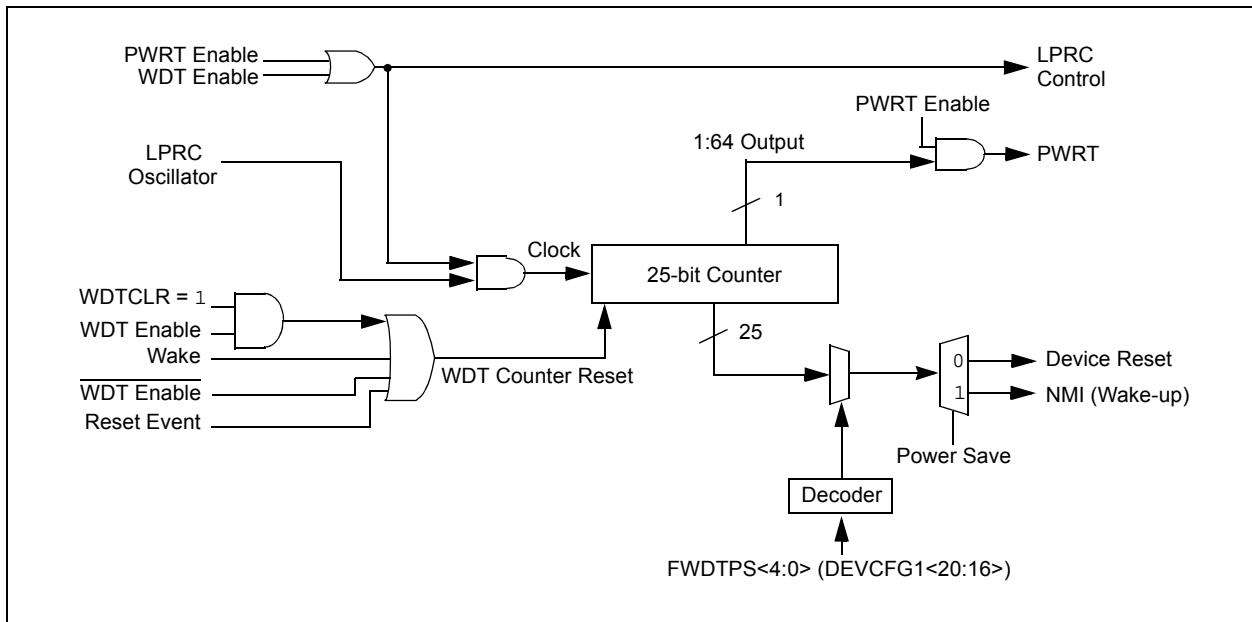 PWRT Enable
WDT Enable
LPRC
Control
PWRT Enable
1:64 Output
PWRT
LPRC
Oscillator
1
Clock
25-bit Counter
WDTCLR = 1
WDT Enable
Wake
WDT Enable
Reset Event
WDT Counter Reset
25
0
Device Reset
1
NMI (Wake-up)
Power Save
Decoder
FWDTPS<4:0> (DEVCFG1<20:16>)